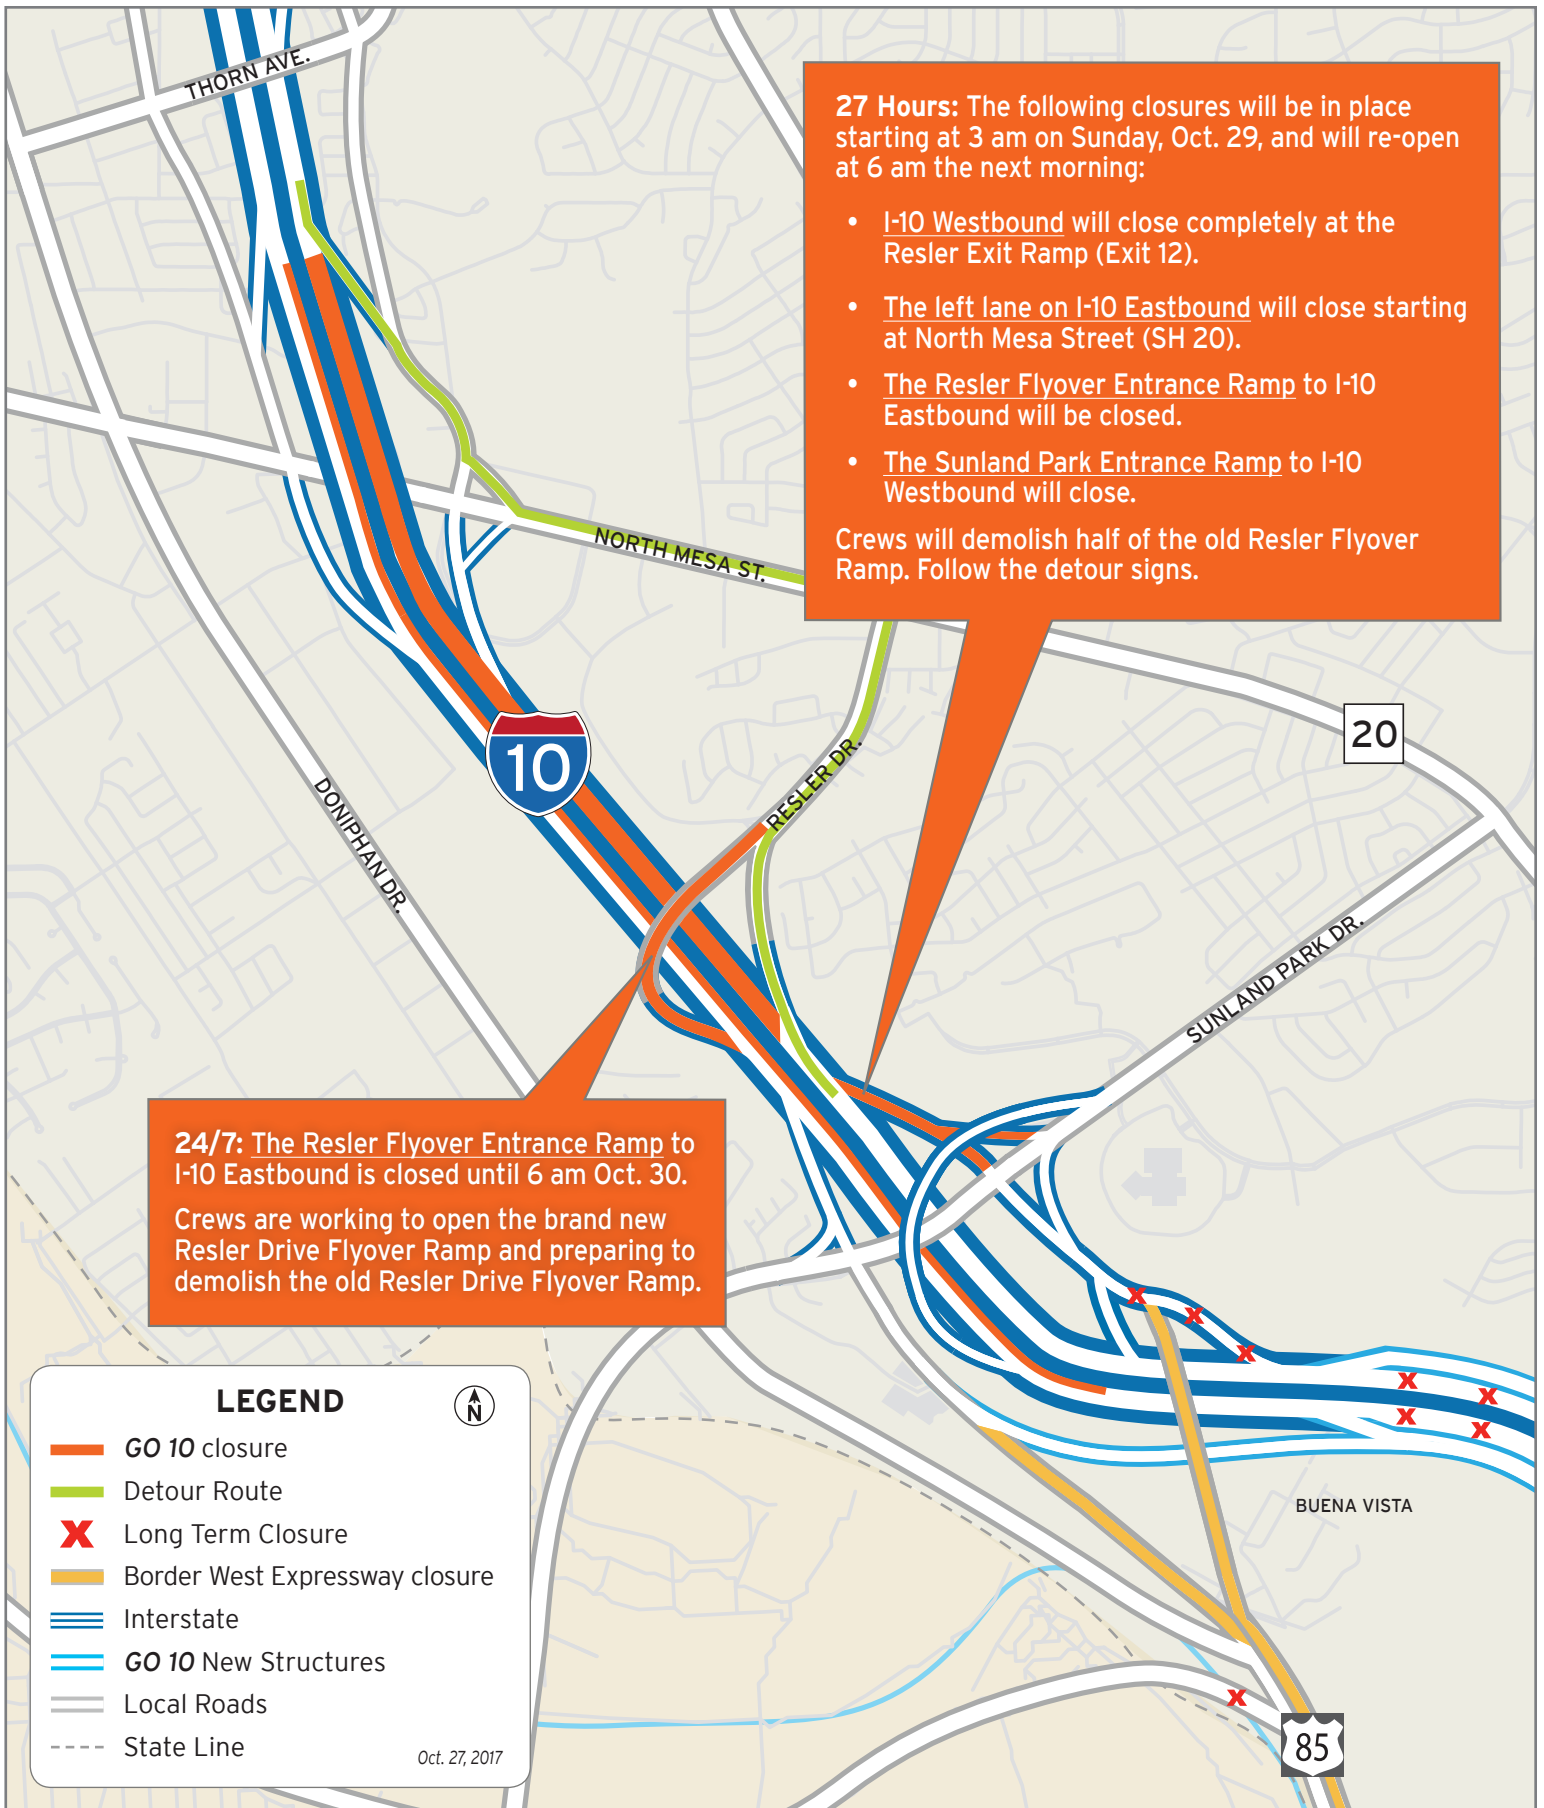 THORN AVE.
27 Hours: The following closures will be in place
starting at 3 am on Sunday, Oct. 29, and will re-open
at 6 am the next morning:
• I-10 Westbound will close completely at the
Resler Exit Ramp (Exit 12).
• The left lane on I-10 Eastbound will close starting
at North Mesa Street (SH 20).
• The Resler Flyover Entrance Ramp to I-10
Eastbound will be closed.
• The Sunland Park Entrance Ramp to I-10
Westbound will close.
Crews will demolish half of the old Resler Flyover
Ramp. Follow the detour signs.
NORTH MESA ST.
20
10
RESLER DR.
DONIPHAN DR.
SUNLAND PARK DR.
24/7: The Resler Flyover Entrance Ramp to
I-10 Eastbound is closed until 6 am Oct. 30.
Crews are working to open the brand new
Resler Drive Flyover Ramp and preparing to
demolish the old Resler Drive Flyover Ramp.
LEGEND
N
GO 10 closure
Detour Route
X Long Term Closure
Border West Expressway closure
Interstate
GO 10 New Structures
Local Roads
State Line
Oct. 27, 2017
BUENA VISTA
85